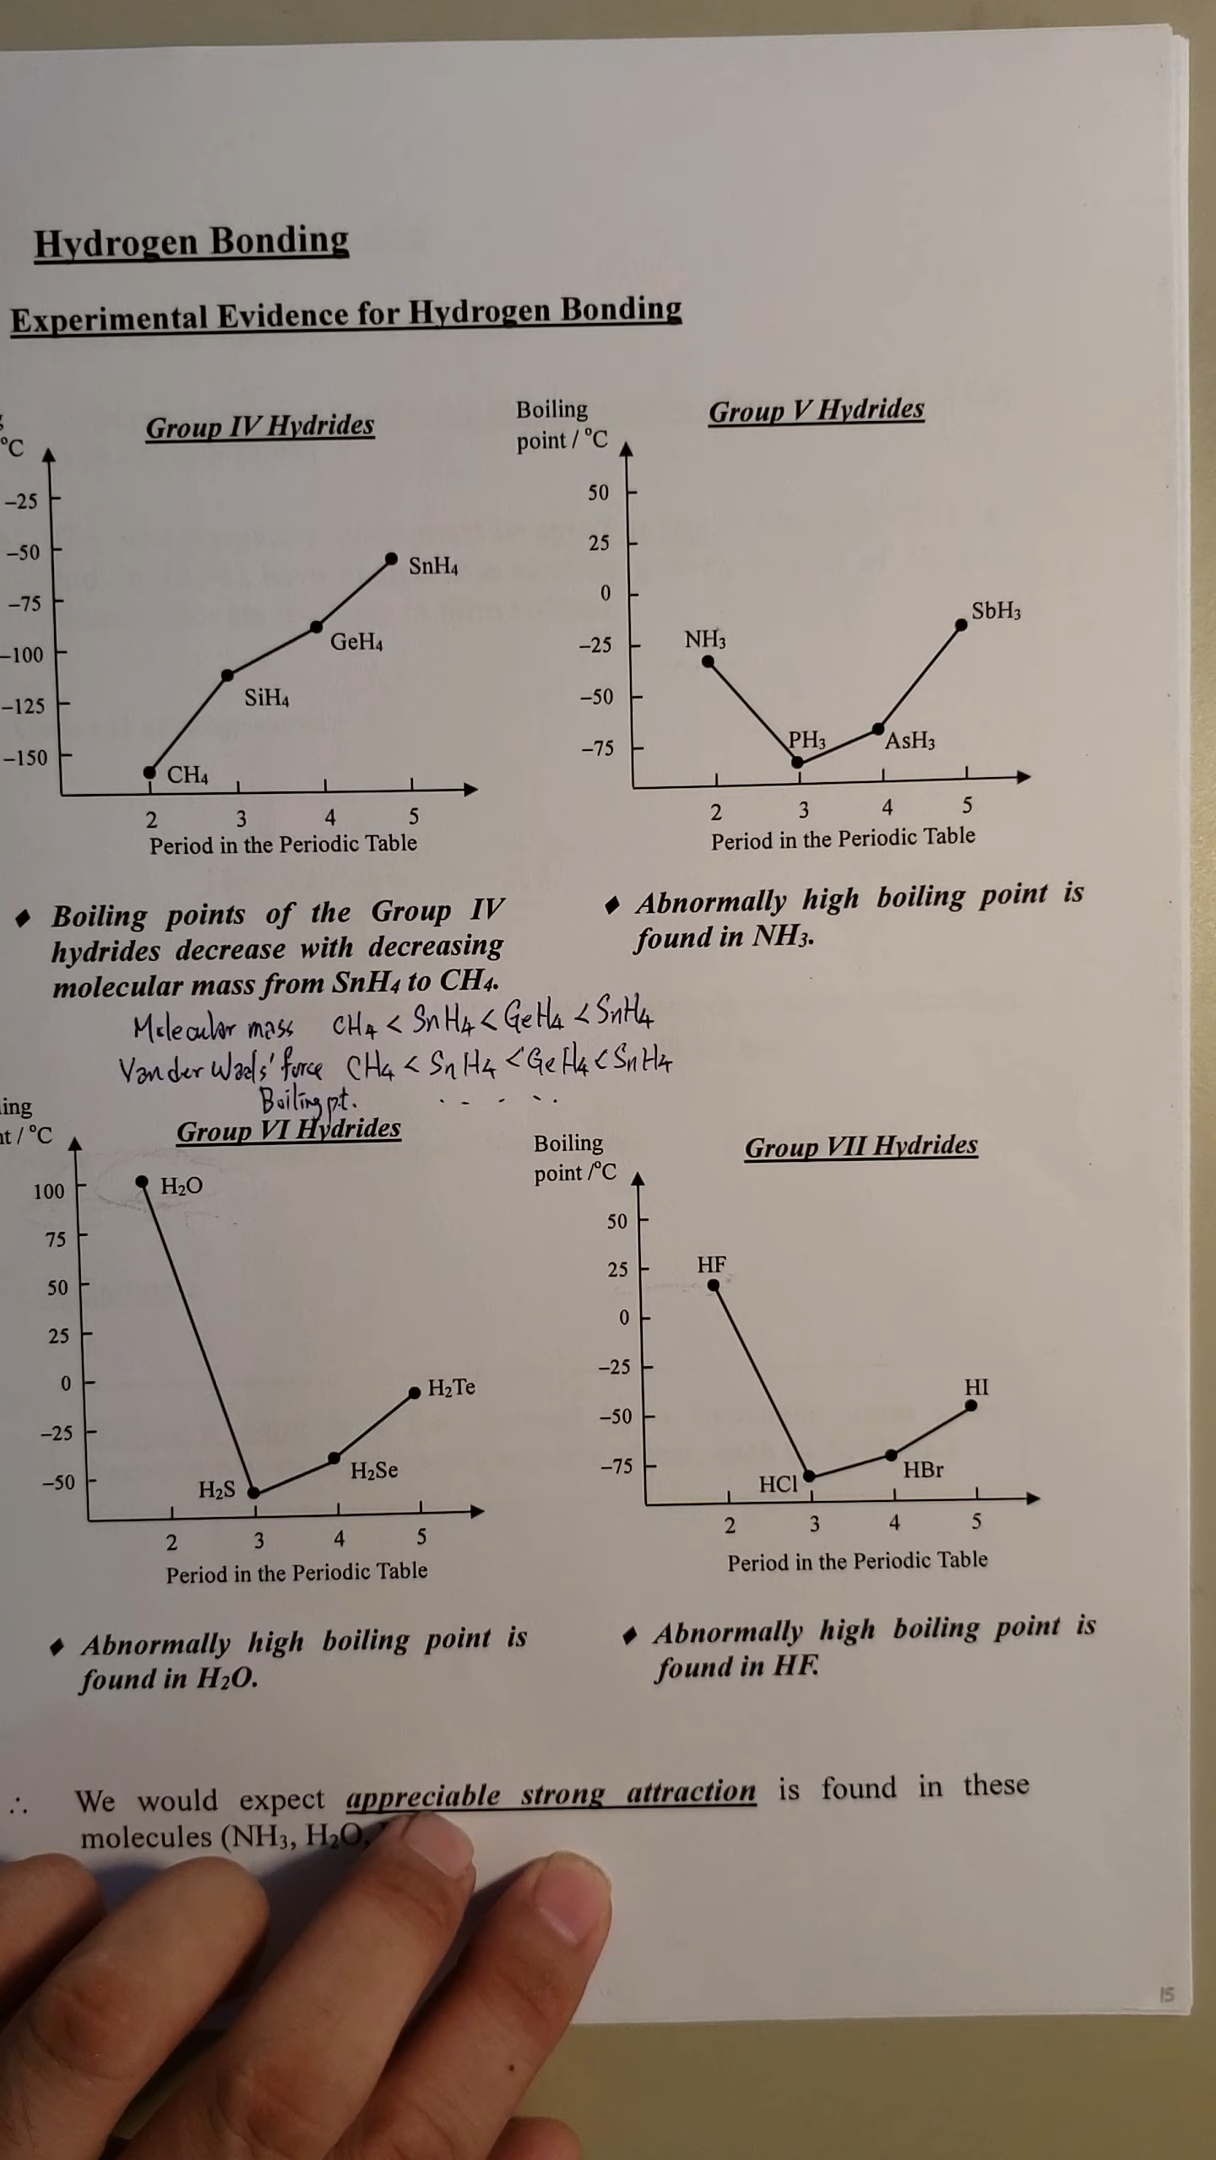 Hydrogen Bonding
Experimental Evidence for Hydrogen Bonding
°C
Group IV Hydrides
–25
–50
–75
–100
–125
–150
SnH₄
GeH₄
SiH₄
CH₄
2 3 4 5
Period in the Periodic Table
Boiling
point / °C
Group V Hydrides
50
25
0
–25
–50
–75
NH₃
PH₃
AsH₃
SbH₃
2 3 4 5
Period in the Periodic Table
♦ Boiling points of the Group IV
hydrides decrease with decreasing
molecular mass from SnH₄ to CH₄.
♦ Abnormally high boiling point is
found in NH₃.
Molecular mass CH₄ < SnH₄ < GeH₄ < SnH₄
Van der Waals' force CH₄ < SnH₄ < GeH₄ < SnH₄
Boiling pt. . . . . .
ing
nt / °C
Group VI Hydrides
100
75
50
25
0
–25
–50
H₂O
H₂S
H₂Se
H₂Te
2 3 4 5
Period in the Periodic Table
Boiling
point /°C
Group VII Hydrides
50
25
0
–25
–50
–75
HF
HCl
HBr
HI
2 3 4 5
Period in the Periodic Table
♦ Abnormally high boiling point is
found in H₂O.
♦ Abnormally high boiling point is
found in HF.
∴ We would expect appreciable strong attraction is found in these
molecules (NH₃, H₂O,
15